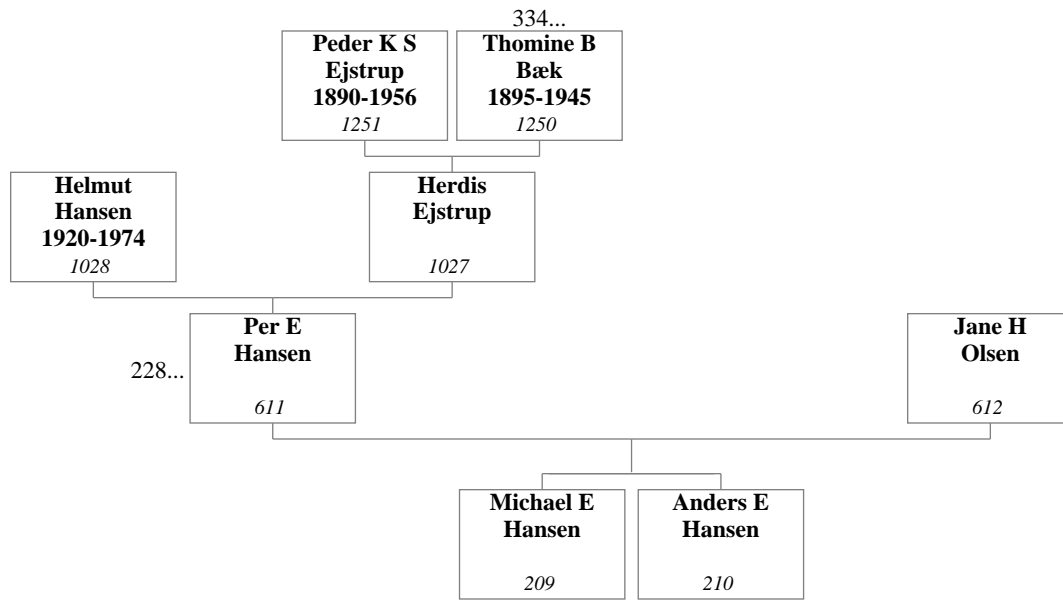 334...
Peder K S
Ejstrup
1890-1956
1251
Thomine B
Bæk
1895-1945
1250
Helmut
Hansen
1920-1974
1028
Herdis
Ejstrup
1027
228...
Per E
Hansen
611
Jane H
Olsen
612
Michael E
Hansen
209
Anders E
Hansen
210